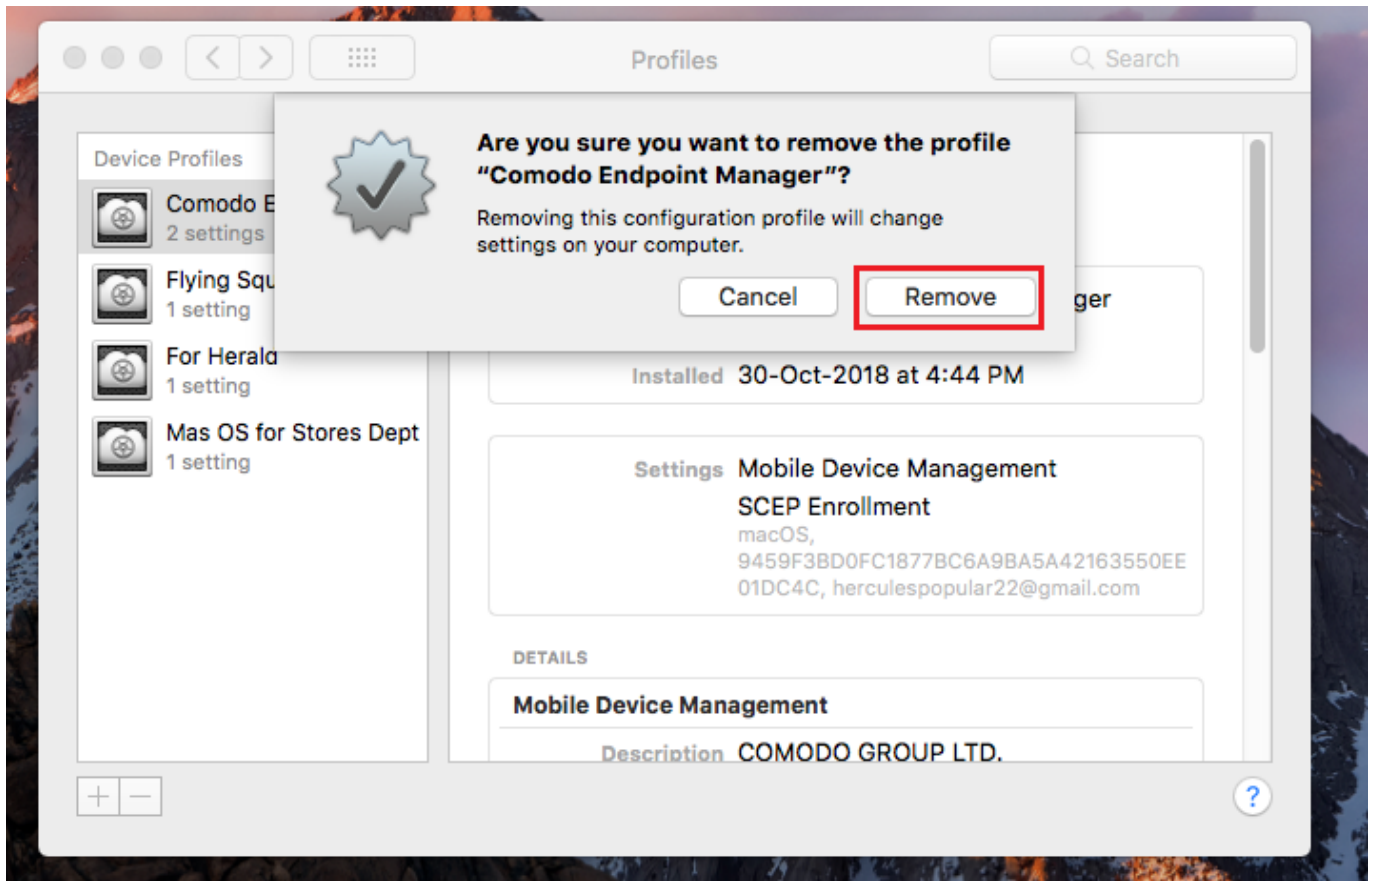 Profiles
Search
Are you sure you want to remove the profile
“Comodo Endpoint Manager”?
Removing this configuration profile will change
settings on your computer.
Cancel
Remove
Device Profiles
Comodo E
2 settings
Flying Squ
1 setting
For Herald
1 setting
Mas OS for Stores Dept
1 setting
ger
Installed 30-Oct-2018 at 4:44 PM
Settings Mobile Device Management
SCEP Enrollment
macOS,
9459F3BD0FC1877BC6A9BA5A42163550EE
01DC4C, herculespopular22@gmail.com
DETAILS
Mobile Device Management
Description COMODO GROUP LTD.
+ −
?